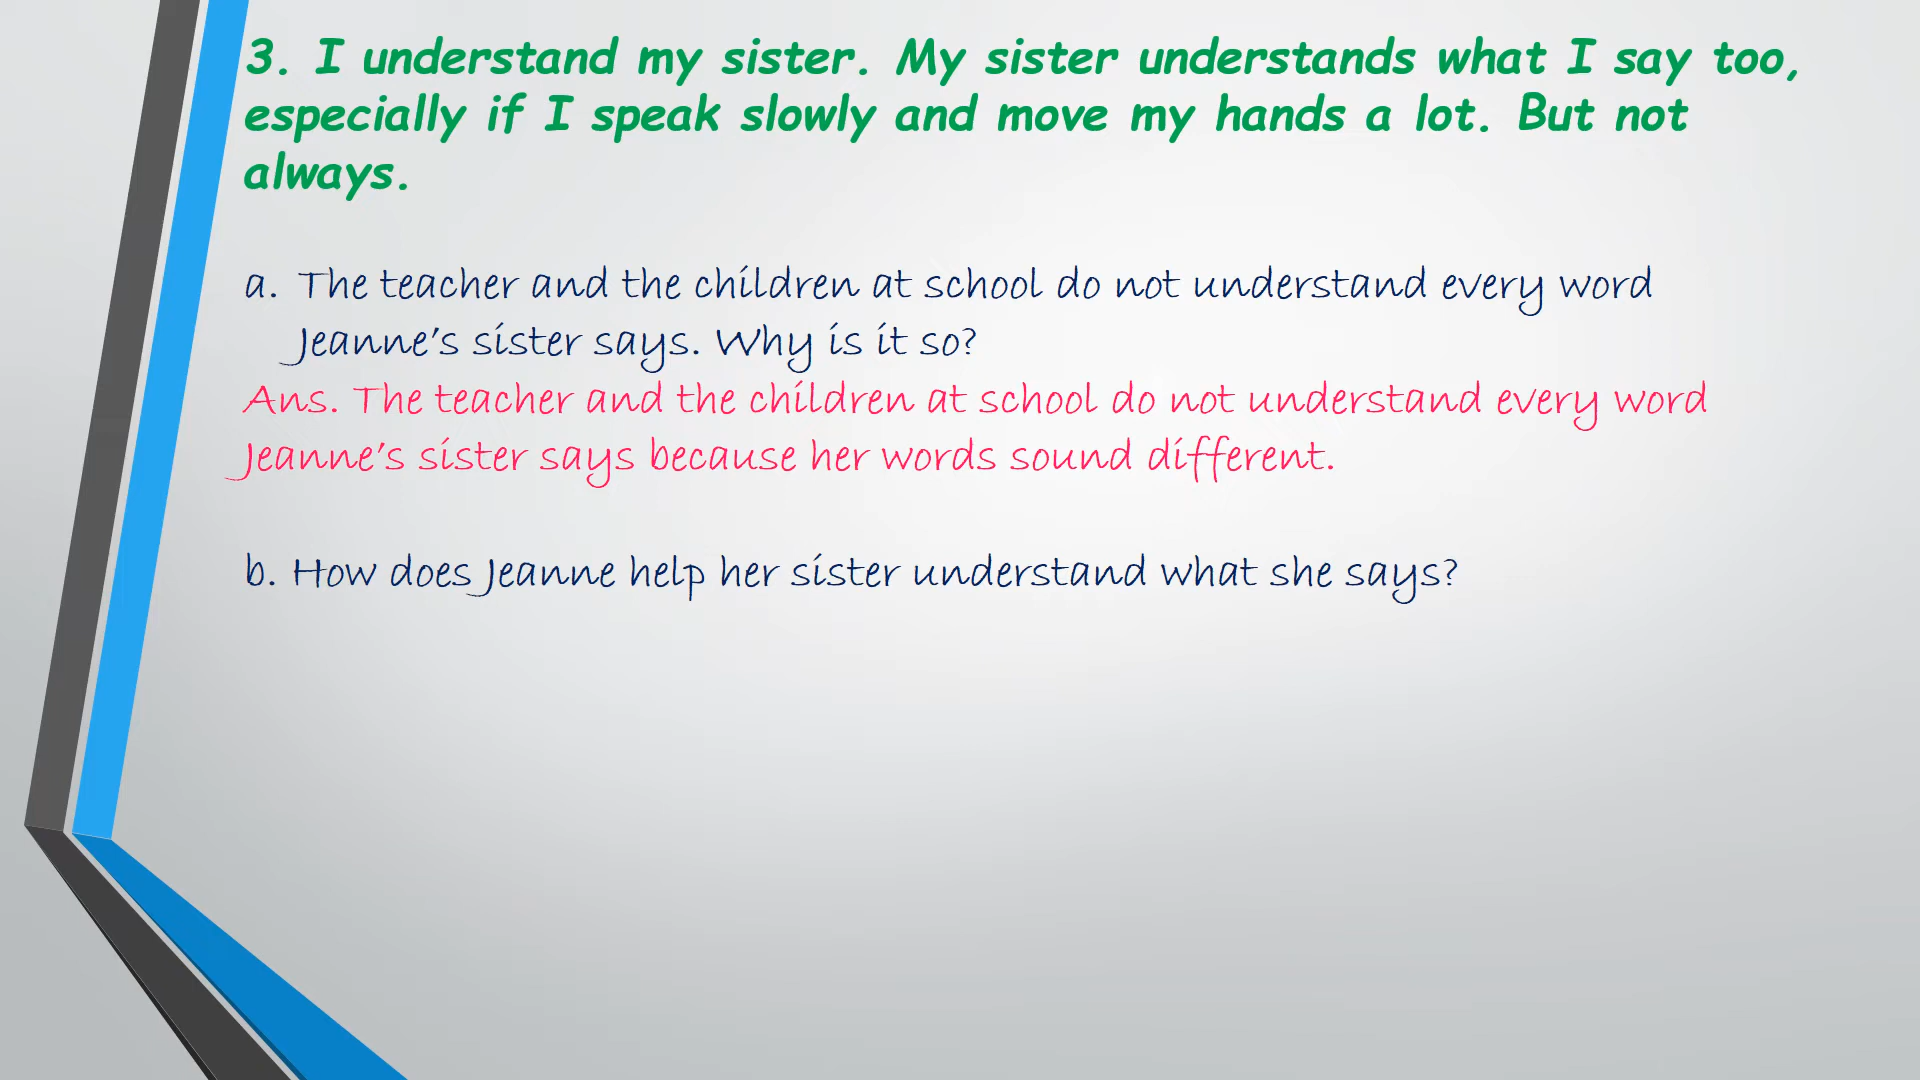 3. I understand my sister. My sister understands what I say too,
especially if I speak slowly and move my hands a lot. But not
always.
a. The teacher and the children at school do not understand every word
Jeanne's sister says. Why is it so?
Ans. The teacher and the children at school do not understand every word
Jeanne's sister says because her words sound different.
b. How does Jeanne help her sister understand what she says?